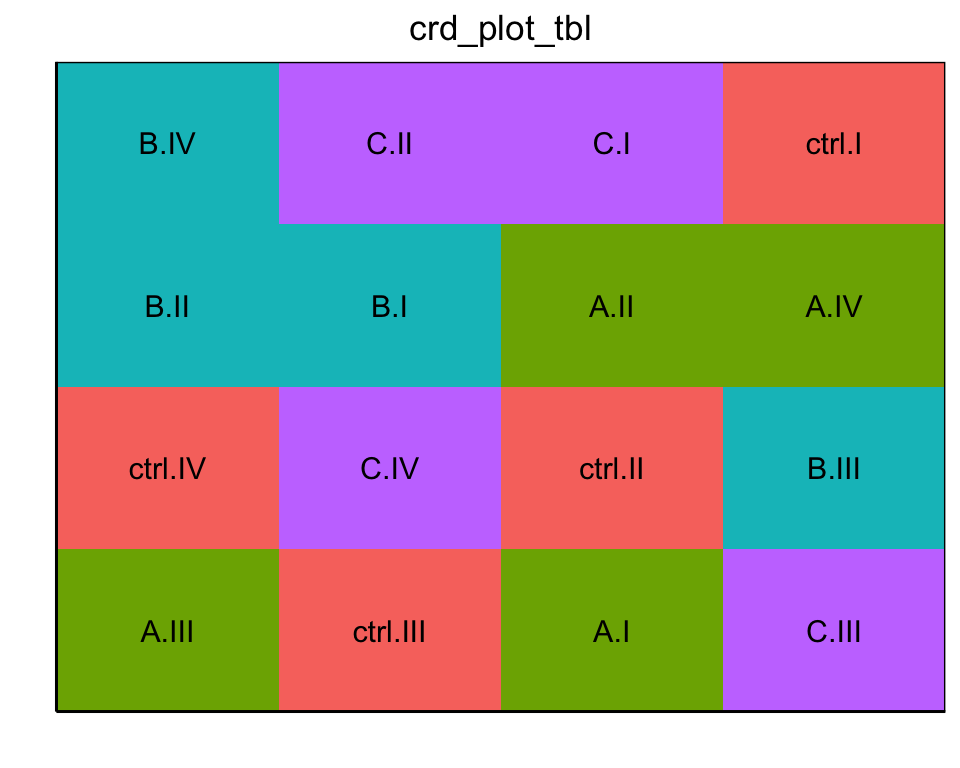 crd_plot_tbl
B.IV C.II C.I ctrl.I
B.II B.I A.II A.IV
ctrl.IV C.IV ctrl.II B.III
A.III ctrl.III A.I C.III